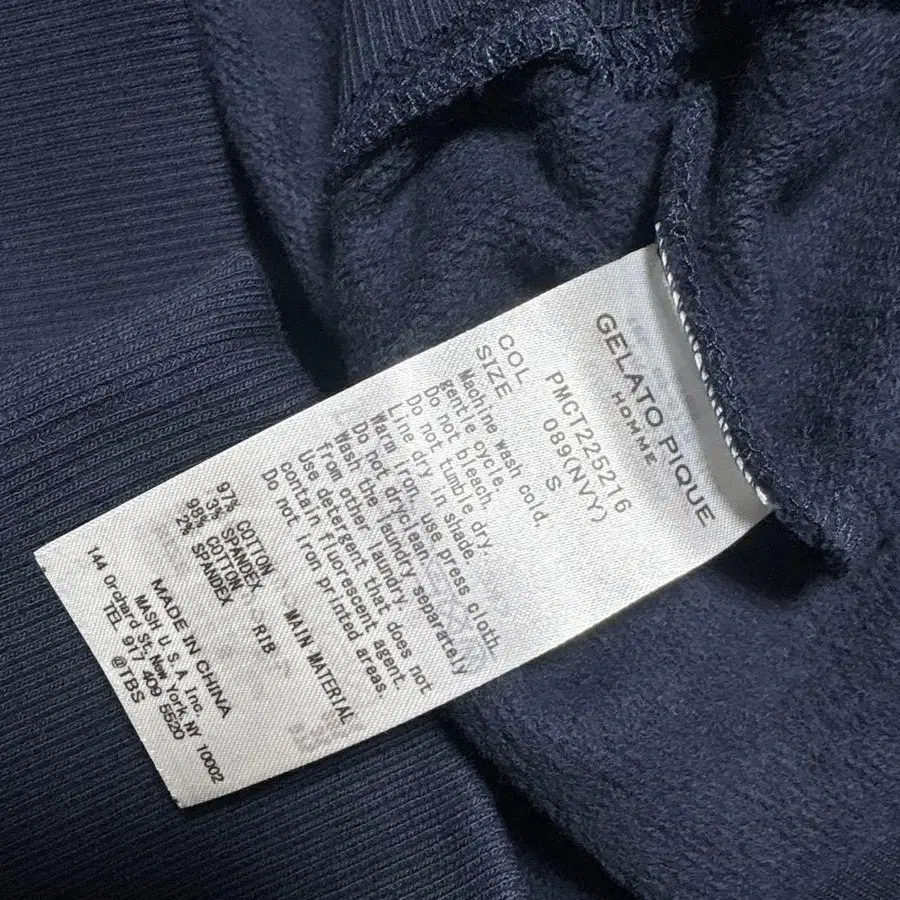 GELATO PIQUE
HOMME
PMCT225216
COL 089(NVY)
SIZE S
Machine wash cold
gentle cycle.
Do not bleach.
Do not tumble dry.
Line dry in shade.
Warm iron, use press cloth.
Do not dryclean.
Wash the laundry separately
from other laundry.
Use detergent that does not
contain fluorescent agent.
Do not iron printed areas.
MAIN MATERIAL
97% COTTON
3% SPANDEX
RIB
98% COTTON
2% SPANDEX
MADE IN CHINA
MASH U.S.A Inc.
144 Orchard St, New York, NY 10002
TEL 917 409 5520
@TBS